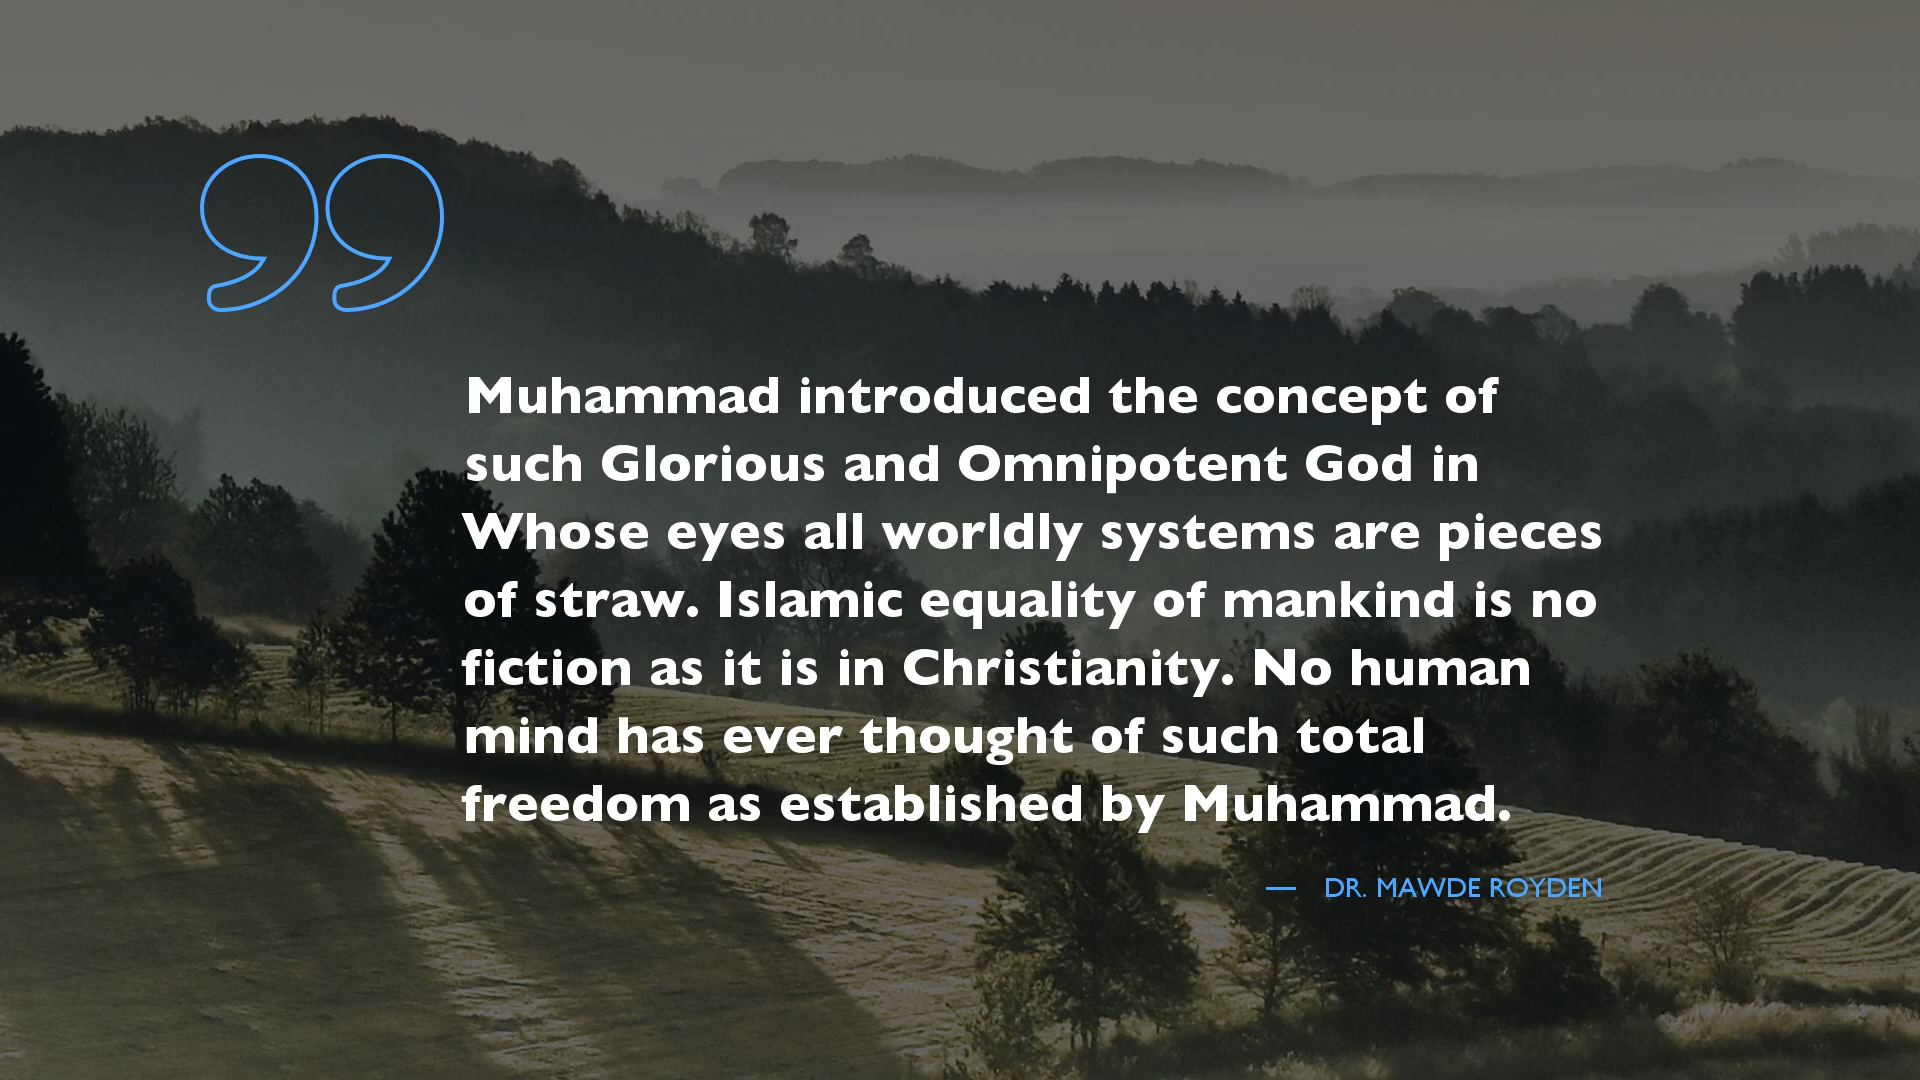 Muhammad introduced the concept of
such Glorious and Omnipotent God in
Whose eyes all worldly systems are pieces
of straw. Islamic equality of mankind is no
fiction as it is in Christianity. No human
mind has ever thought of such total
freedom as established by Muhammad.
— DR. MAWDE ROYDEN